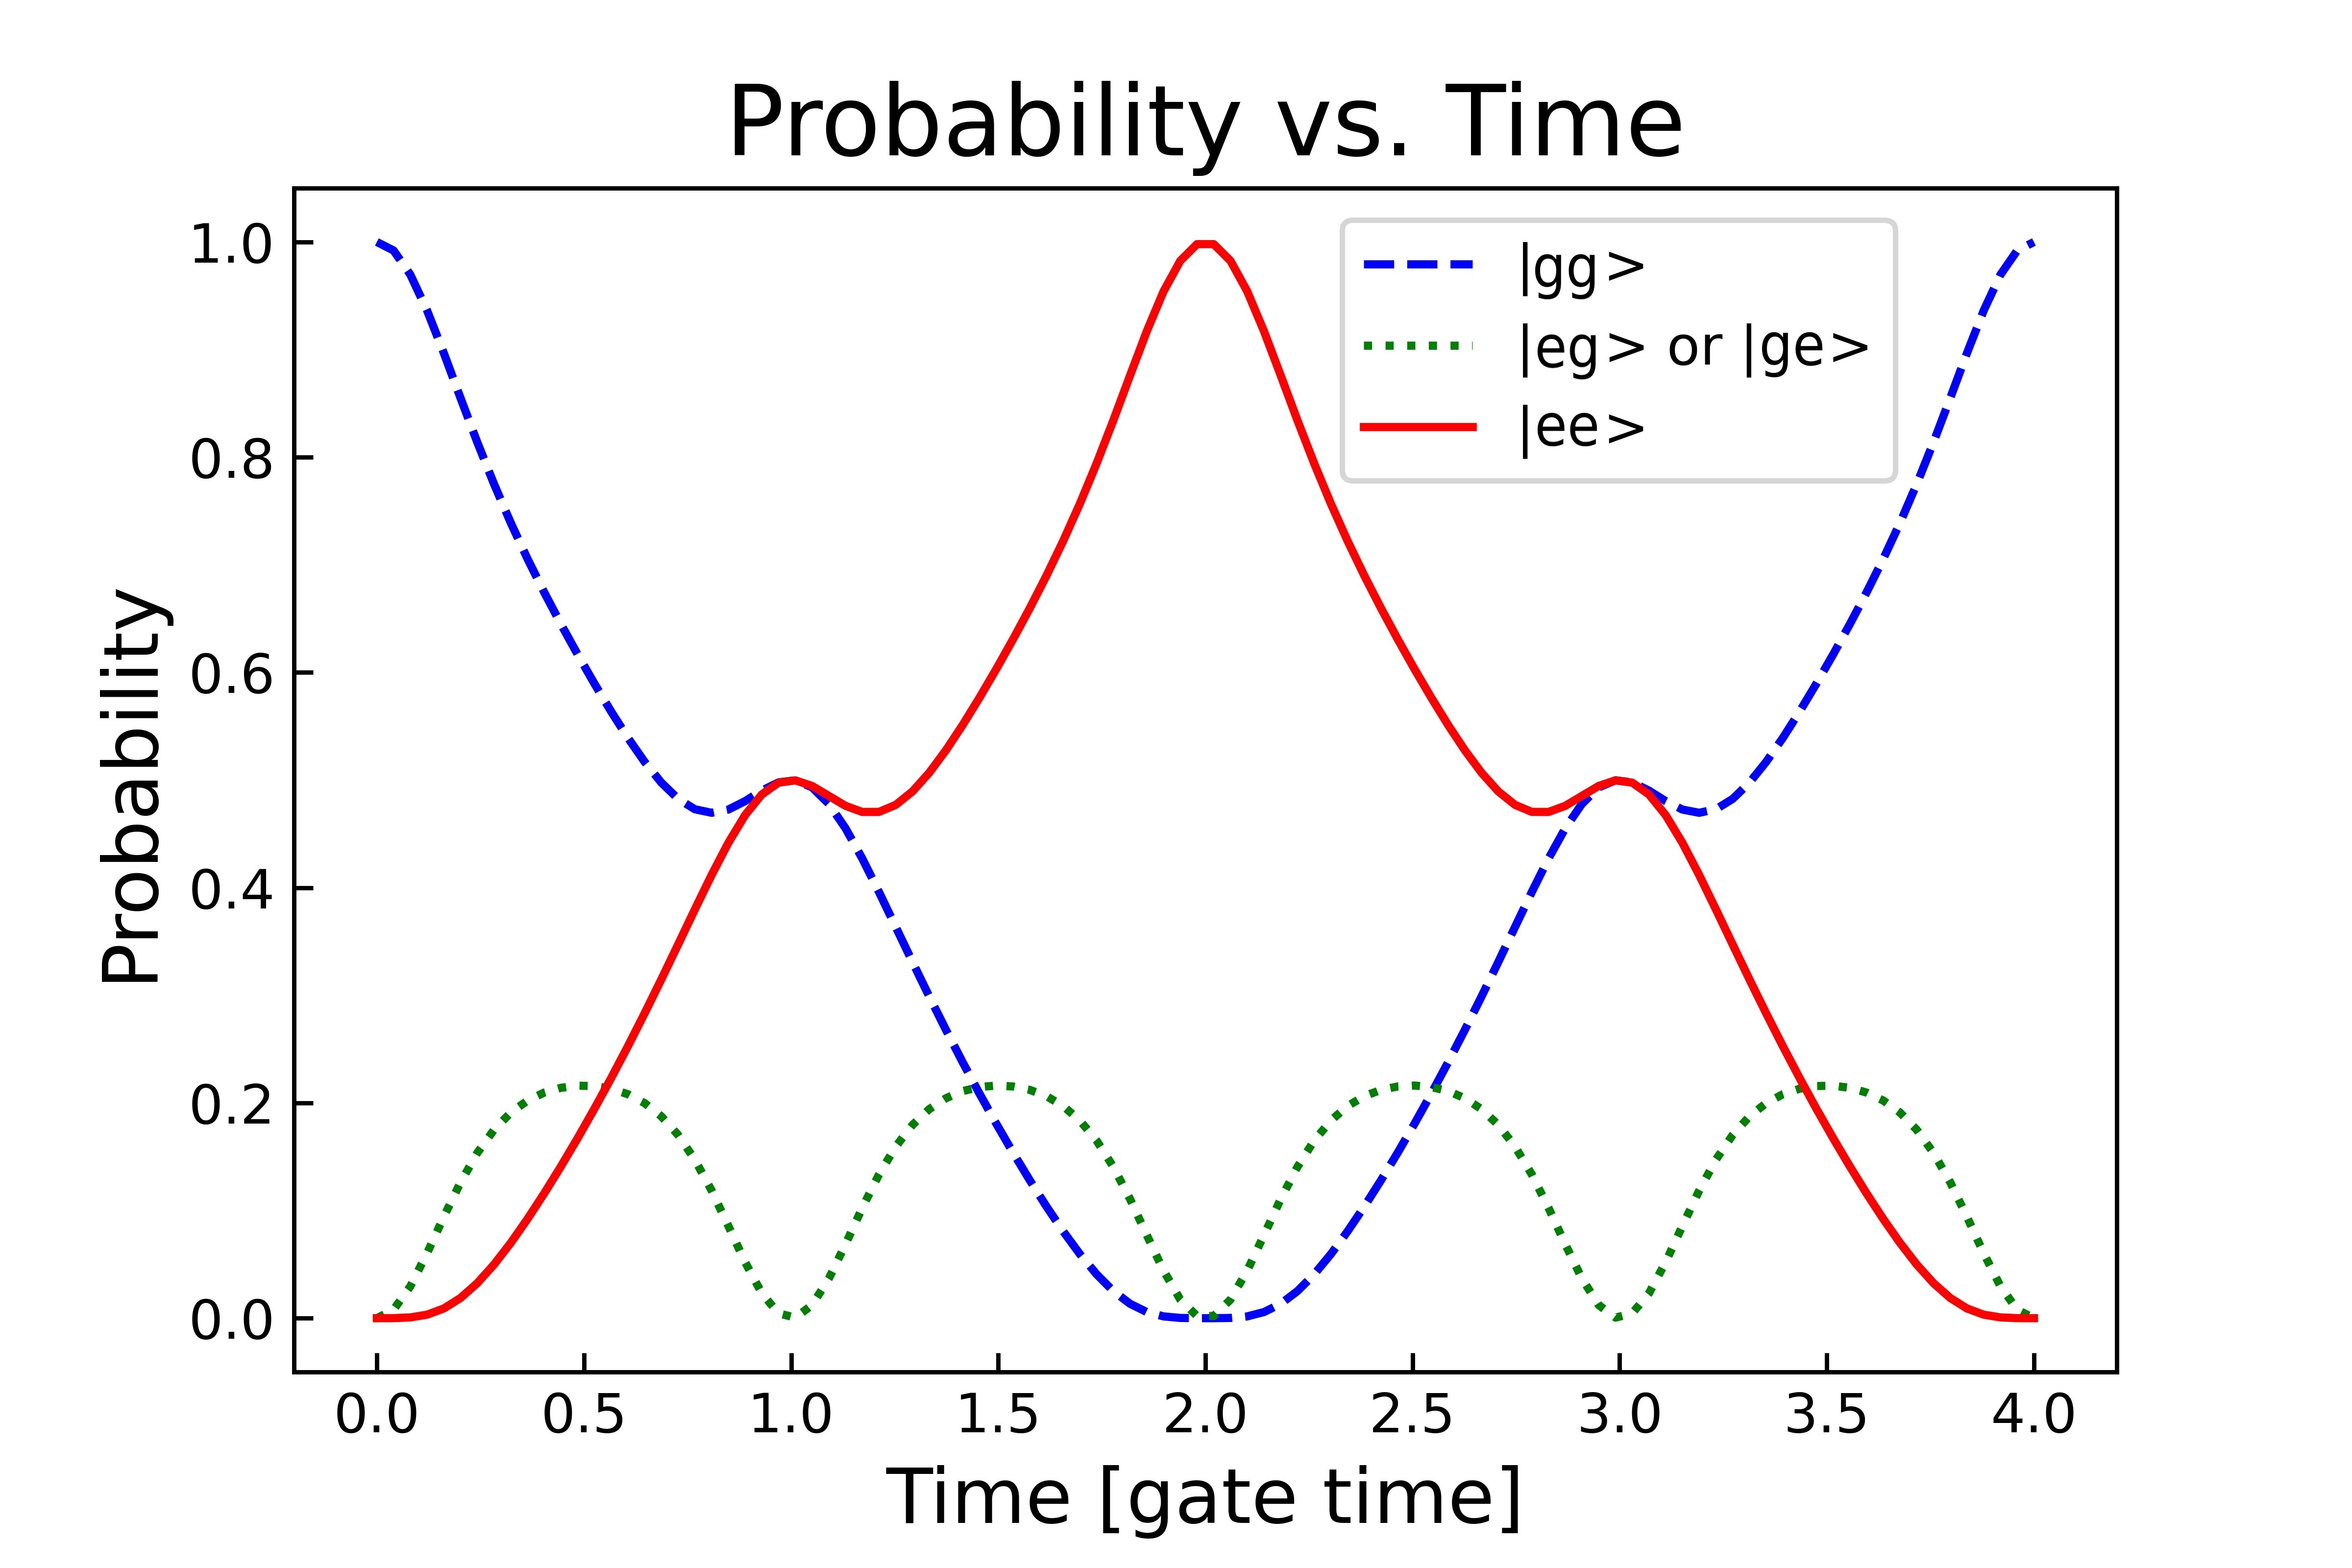 Probability vs. Time
|gg>
|eg> or |ge>
|ee>
Probability
1.0
0.8
0.6
0.4
0.2
0.0
0.0 0.5 1.0 1.5 2.0 2.5 3.0 3.5 4.0
Time [gate time]